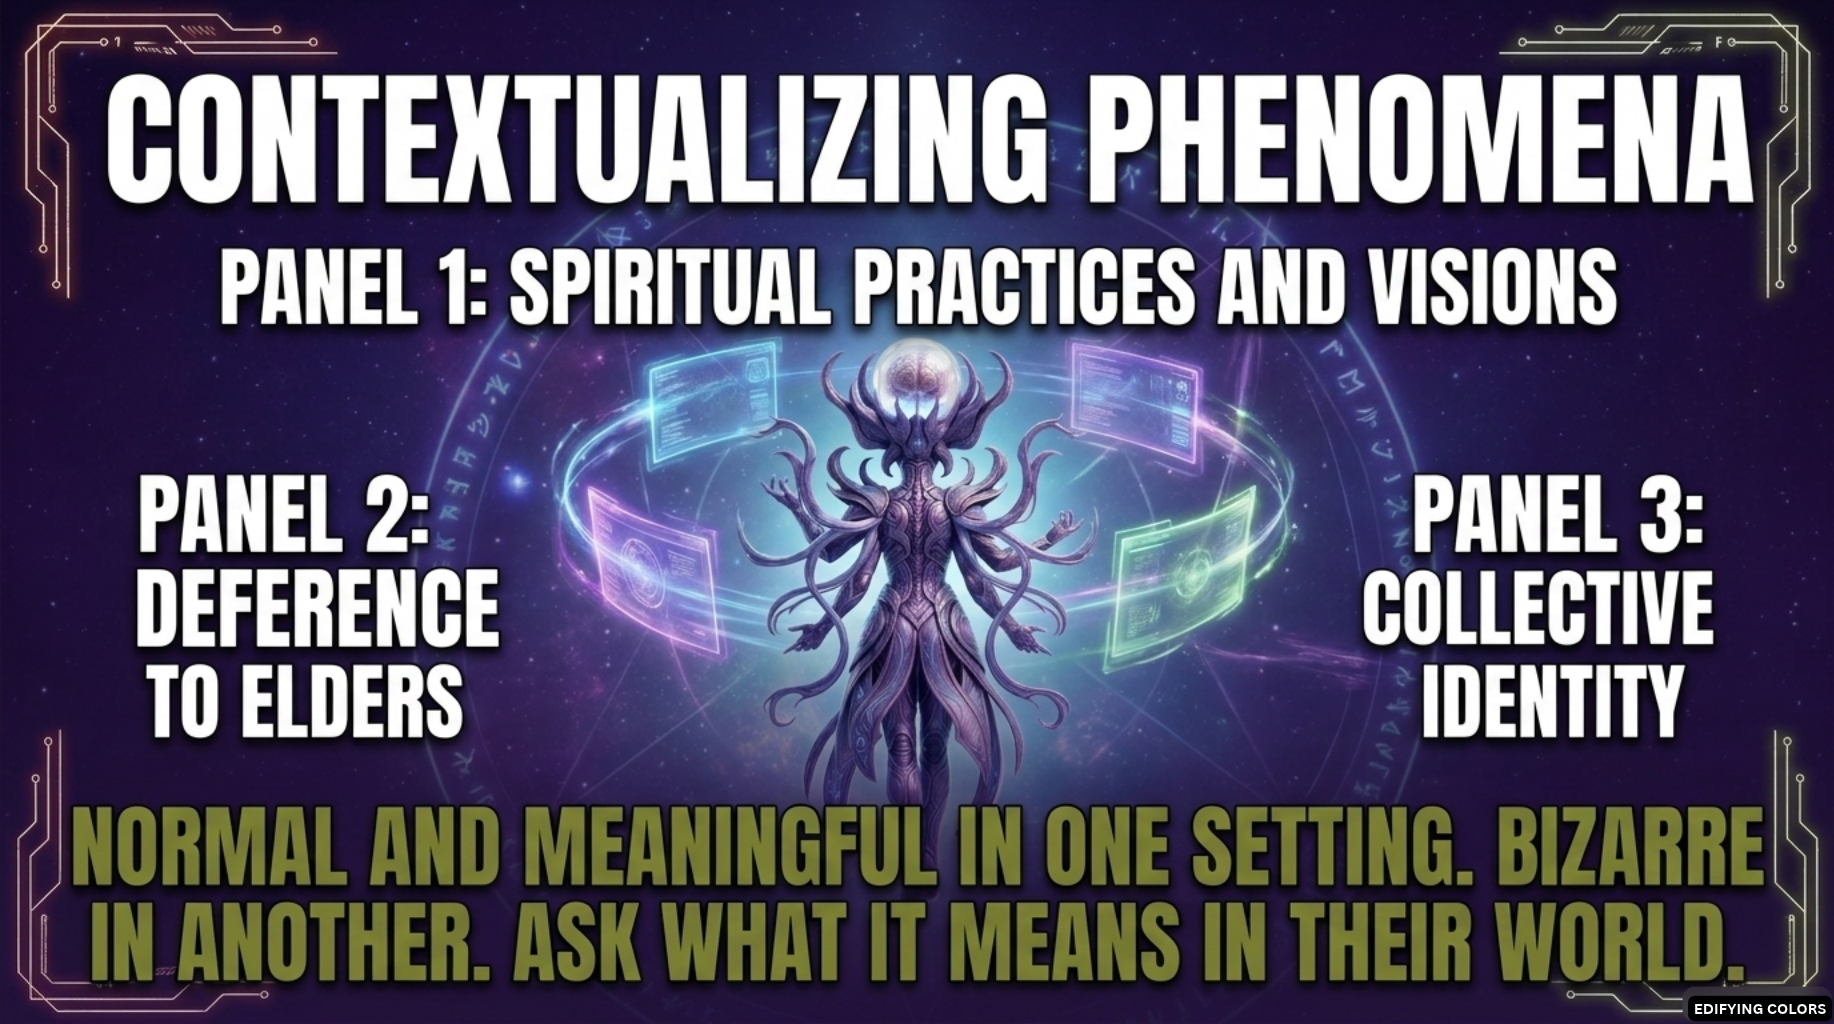 CONTEXTUALIZING PHENOMENA
PANEL 1: SPIRITUAL PRACTICES AND VISIONS
PANEL 2:
DEFERENCE
TO ELDERS
PANEL 3:
COLLECTIVE
IDENTITY
NORMAL AND MEANINGFUL IN ONE SETTING. BIZARRE
IN ANOTHER. ASK WHAT IT MEANS IN THEIR WORLD.
EDIFYING COLORS